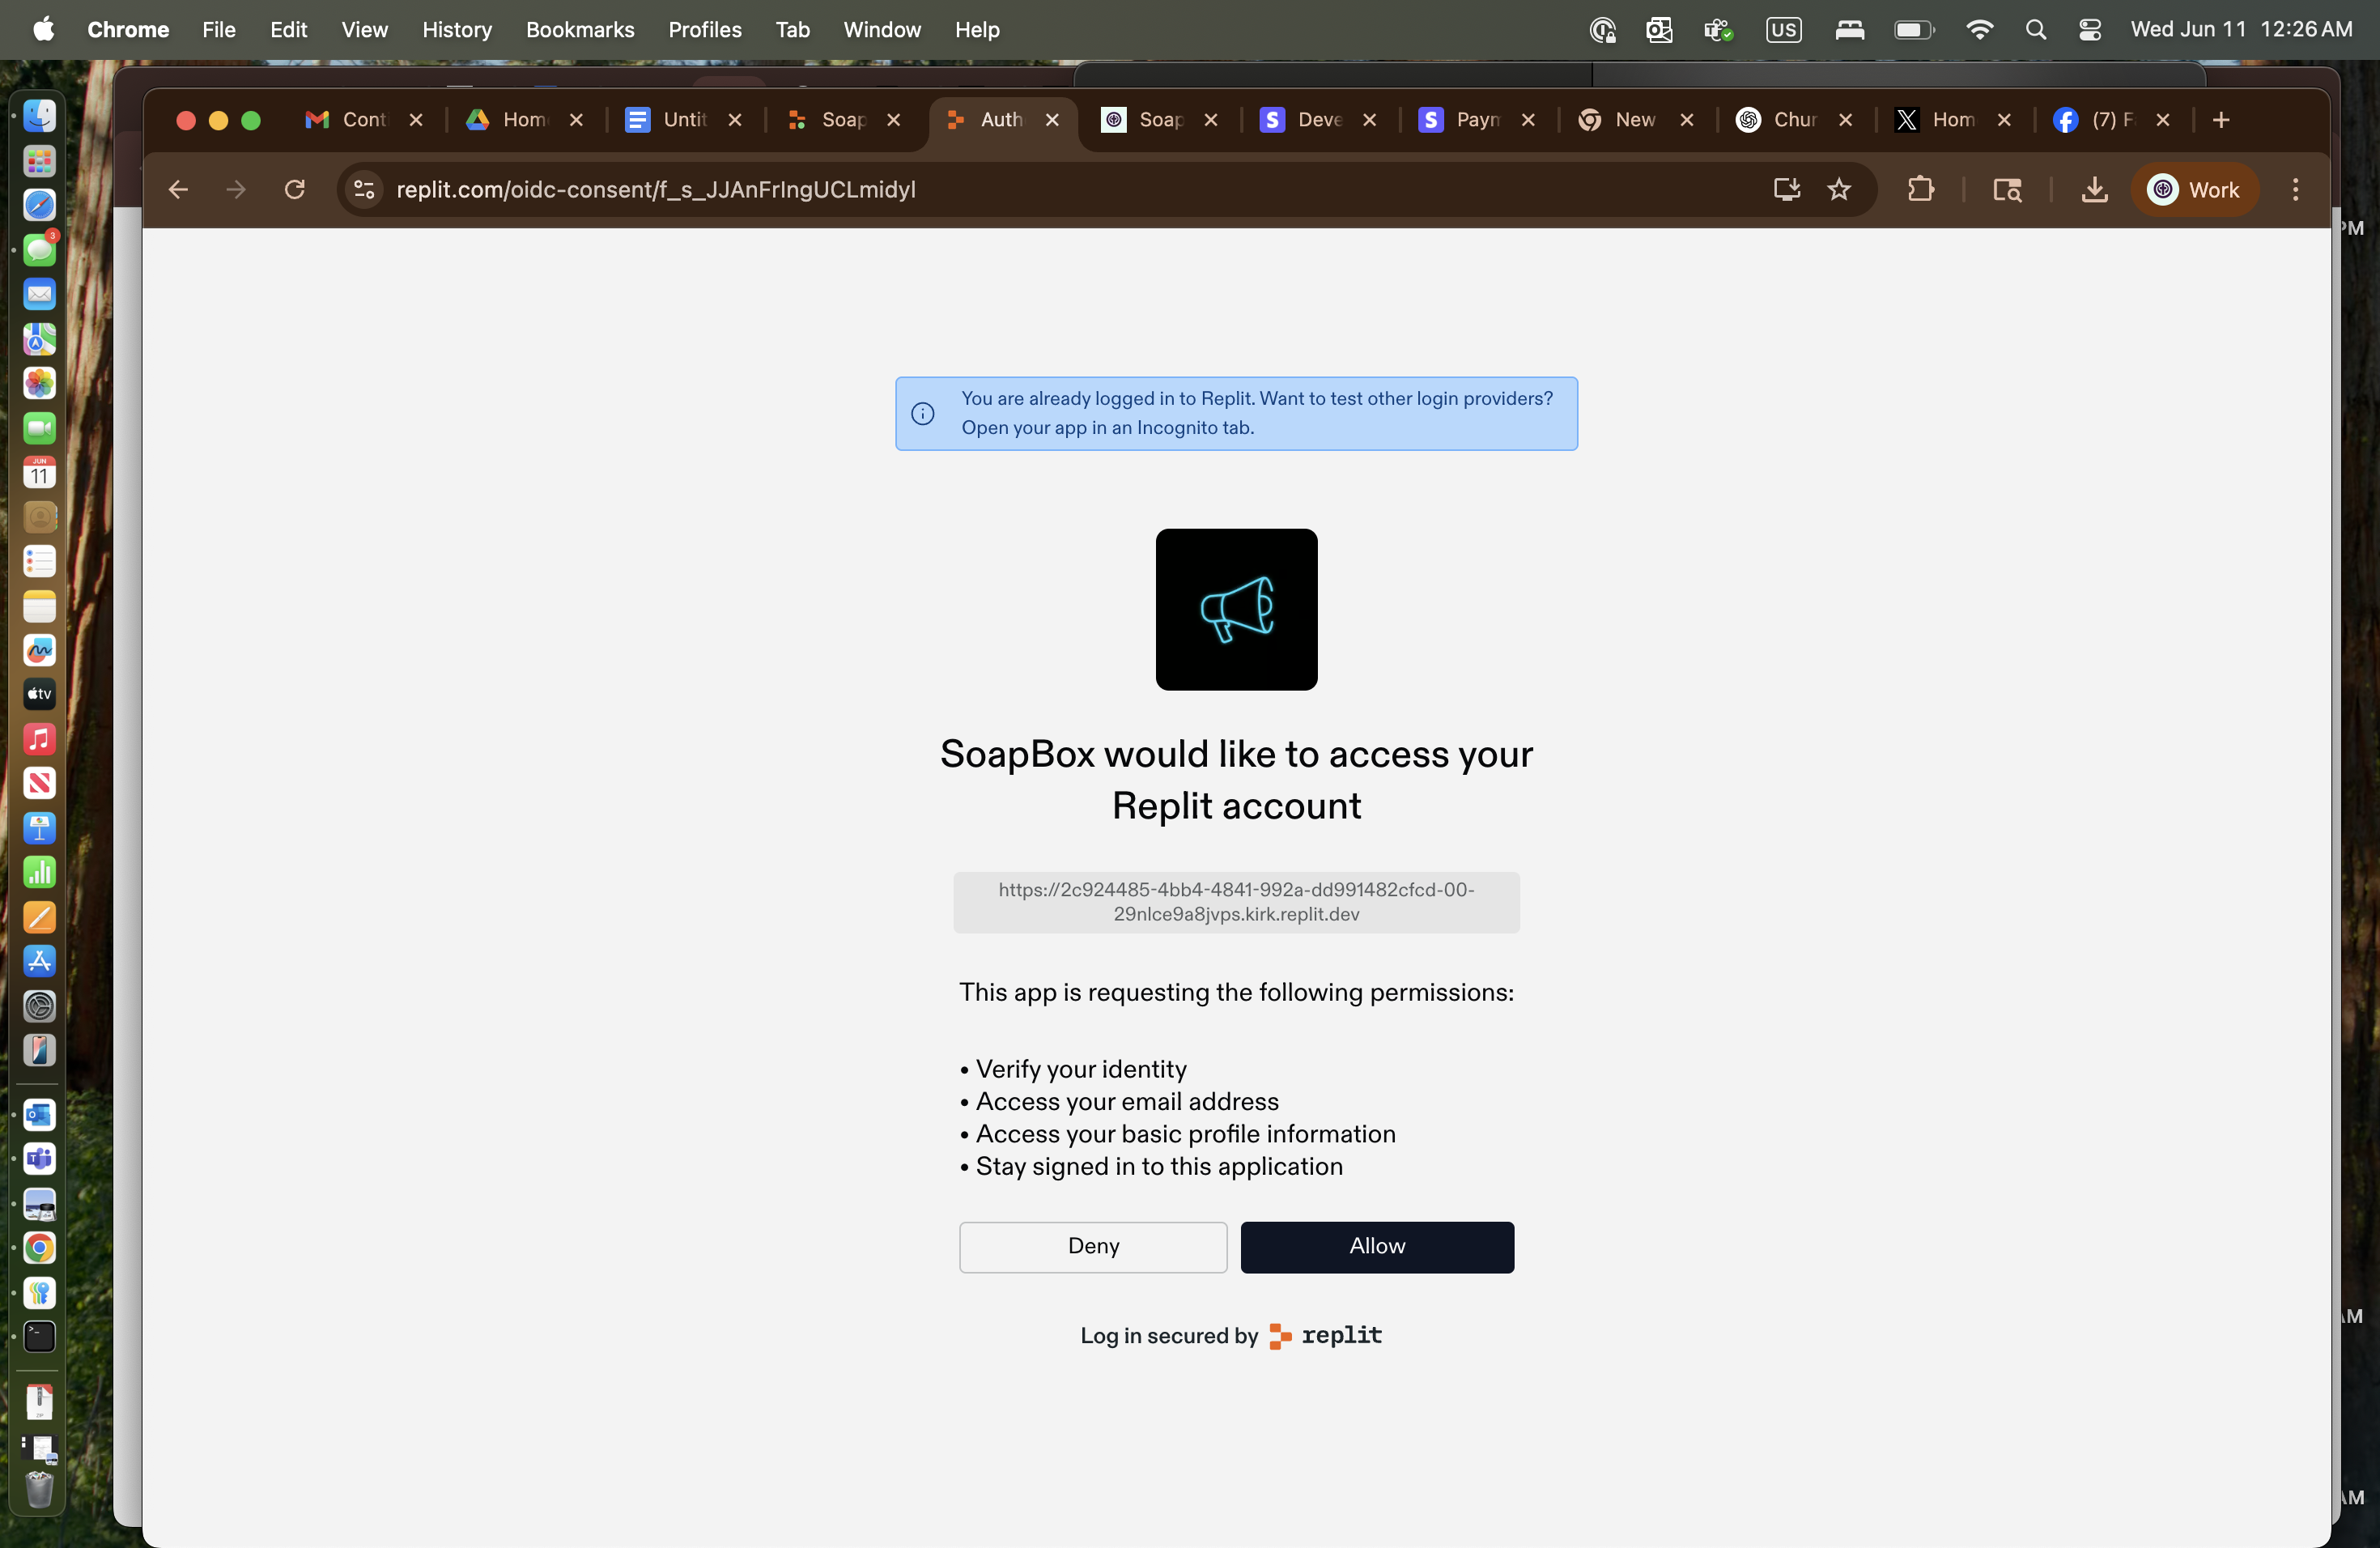 Chrome File Edit View History Bookmarks Profiles Tab Window Help US Wed Jun 11 12:26 AM
Cont Hom Untit Soap Auth Soap Deve Paym New Chur Hom (7) F
replit.com/oidc-consent/f_s_JJAnFrIngUCLmidyl Work
PM
3
JUN
11
tv
You are already logged in to Replit. Want to test other login providers?
Open your app in an Incognito tab.
SoapBox would like to access your
Replit account
https://2c924485-4bb4-4841-992a-dd991482cfcd-00-
29nlce9a8jvps.kirk.replit.dev
This app is requesting the following permissions:
• Verify your identity
• Access your email address
• Access your basic profile information
• Stay signed in to this application
Deny Allow
Log in secured by replit
AM
ZIP
AM